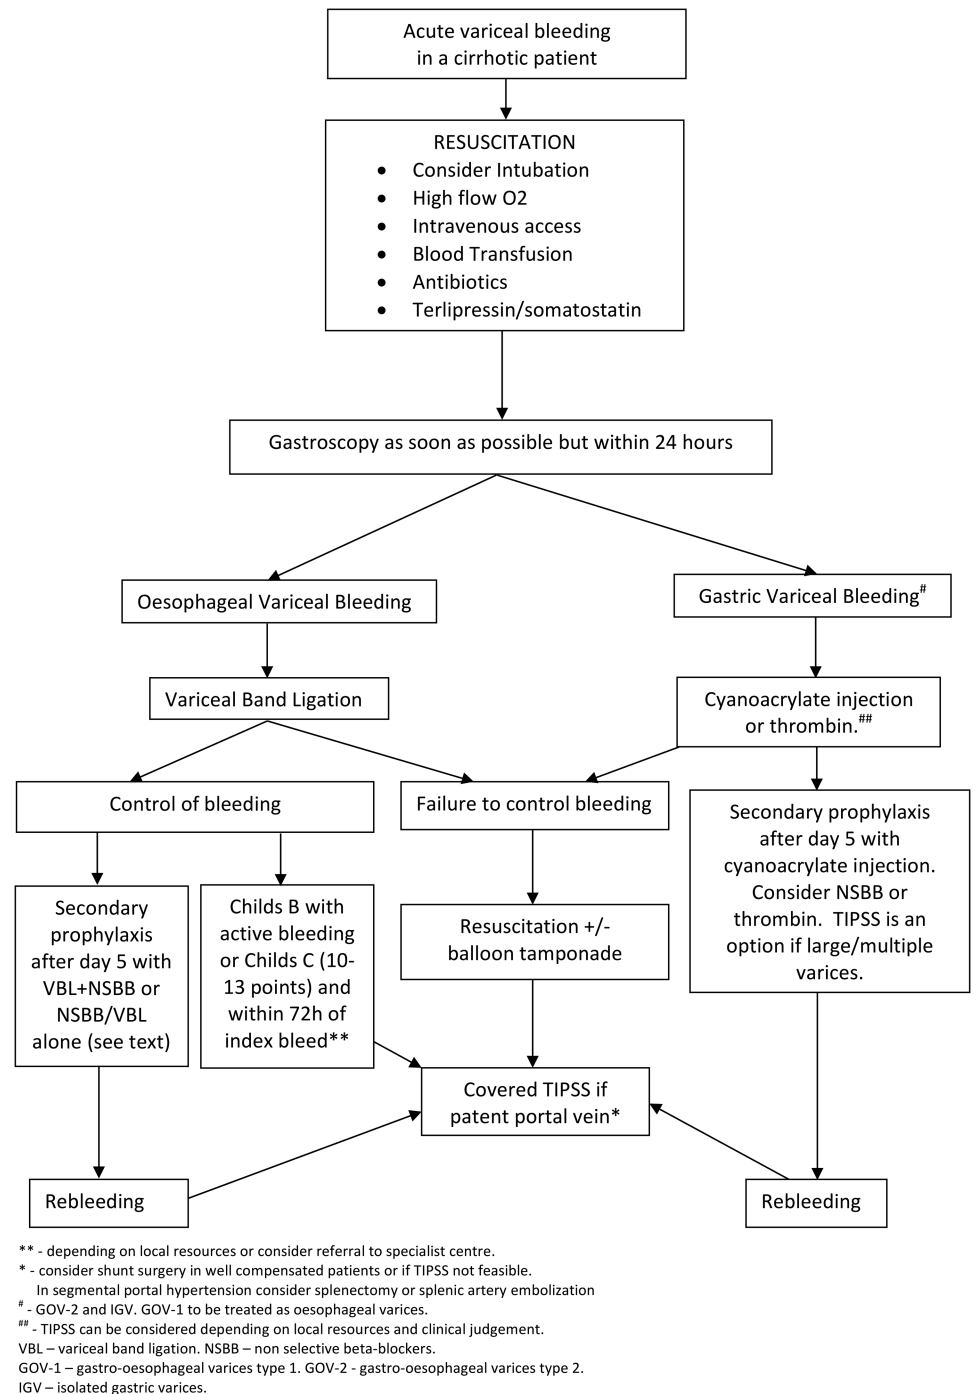 Acute variceal bleeding
in a cirrhotic patient
RESUSCITATION
• Consider Intubation
• High flow O2
• Intravenous access
• Blood Transfusion
• Antibiotics
• Terlipressin/somatostatin
Gastroscopy as soon as possible but within 24 hours
Oesophageal Variceal Bleeding
Gastric Variceal Bleeding#
Variceal Band Ligation
Cyanoacrylate injection
or thrombin.##
Control of bleeding
Failure to control bleeding
Secondary prophylaxis
after day 5 with
cyanoacrylate injection.
Consider NSBB or
thrombin. TIPSS is an
option if large/multiple
varices.
Secondary
prophylaxis
after day 5 with
VBL+NSBB or
NSBB/VBL
alone (see text)
Childs B with
active bleeding
or Childs C (10-
13 points) and
within 72h of
index bleed**
Resuscitation +/-
balloon tamponade
Covered TIPSS if
patent portal vein*
Rebleeding
Rebleeding
** - depending on local resources or consider referral to specialist centre.
* - consider shunt surgery in well compensated patients or if TIPSS not feasible.
In segmental portal hypertension consider splenectomy or splenic artery embolization
# - GOV-2 and IGV. GOV-1 to be treated as oesophageal varices.
## - TIPSS can be considered depending on local resources and clinical judgement.
VBL – variceal band ligation. NSBB – non selective beta-blockers.
GOV-1 – gastro-oesophageal varices type 1. GOV-2 - gastro-oesophageal varices type 2.
IGV – isolated gastric varices.